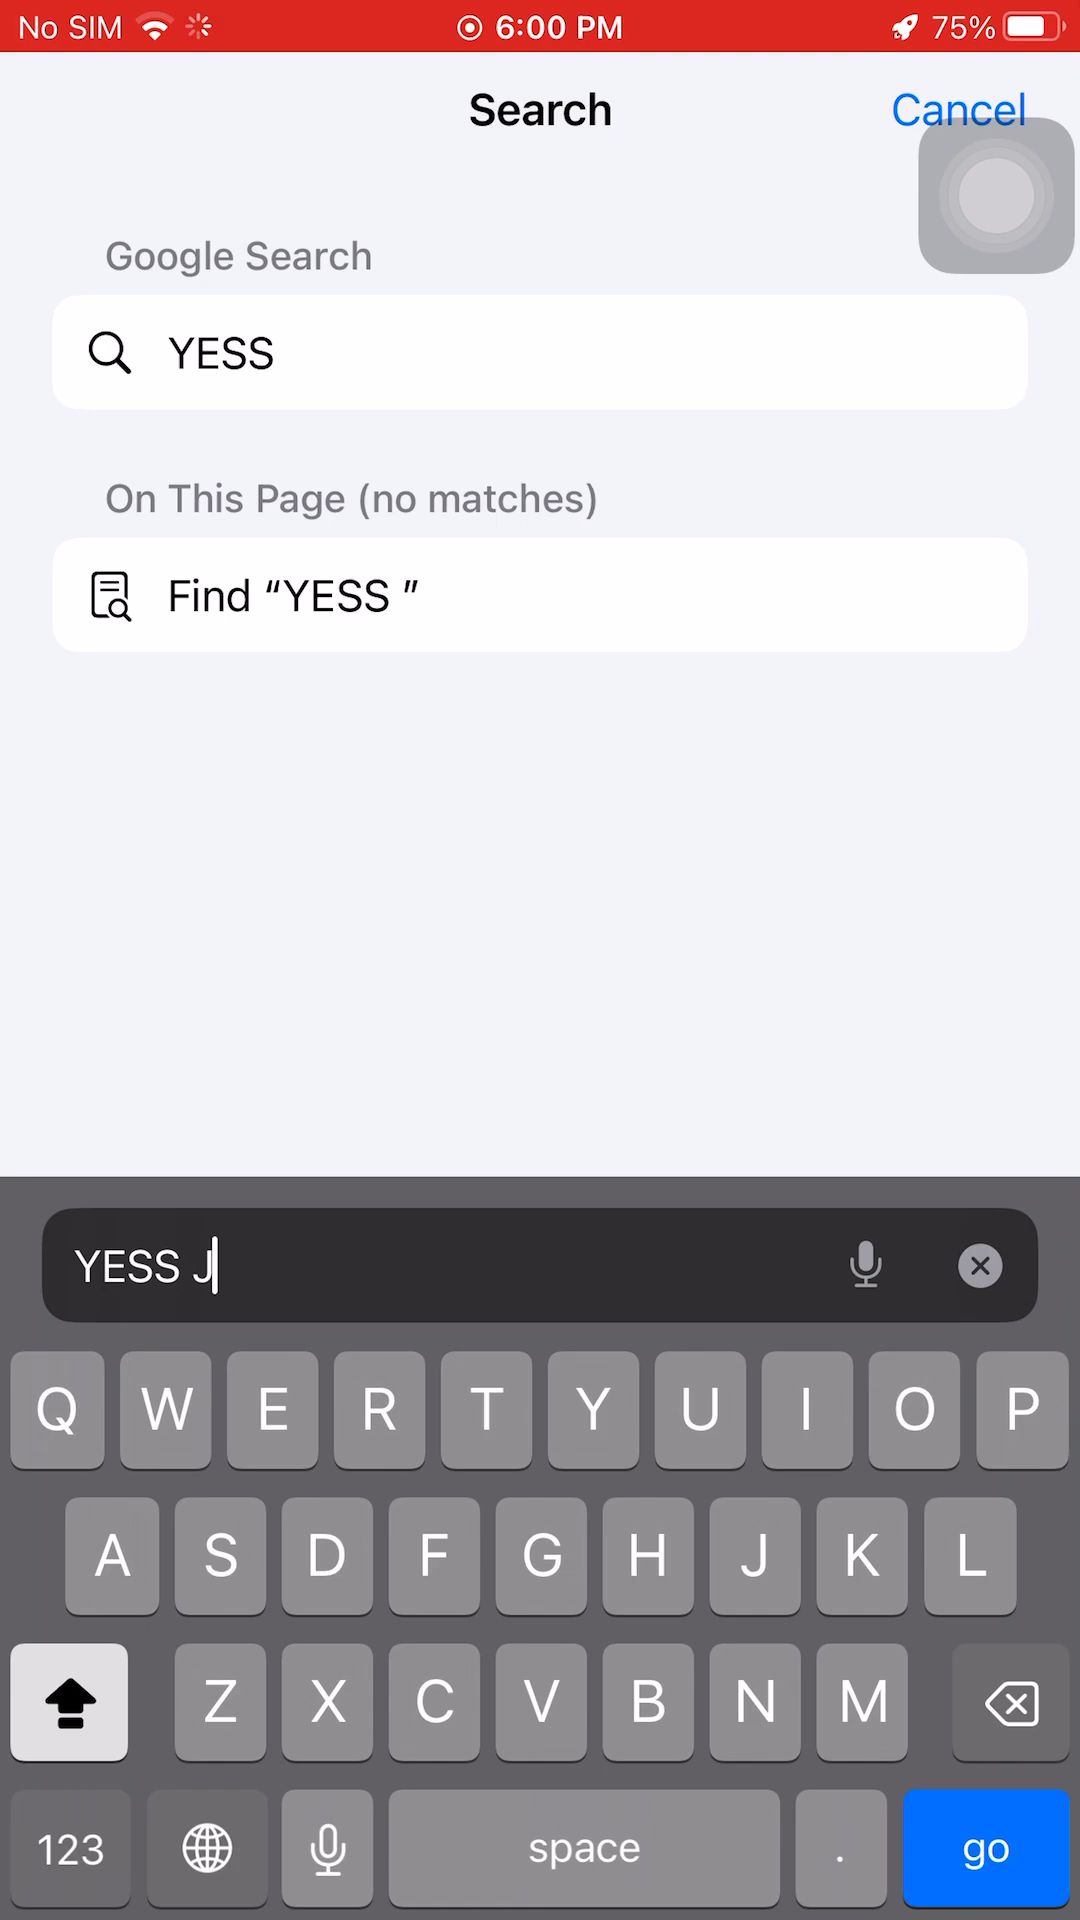 No SIM 6:00 PM 75%
Search Cancel
Google Search
YESS
On This Page (no matches)
Find “YESS ”
YESS J
Q W E R T Y U I O P
A S D F G H J K L
Z X C V B N M
123 space . go